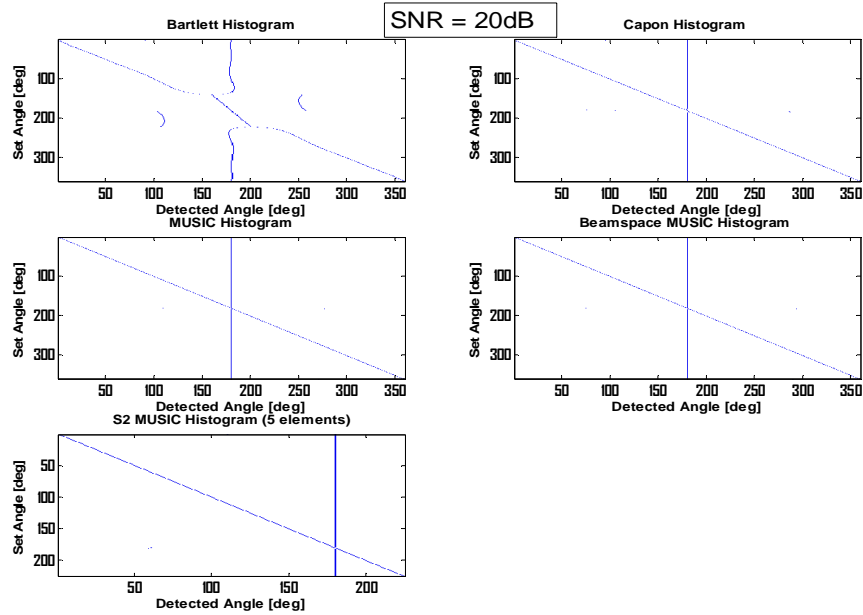 SNR = 20dB
Bartlett Histogram
Set Angle [deg]
100
200
300
50 100 150 200 250 300 350
Detected Angle [deg]
Capon Histogram
Set Angle [deg]
100
200
300
50 100 150 200 250 300 350
Detected Angle [deg]
MUSIC Histogram
Set Angle [deg]
100
200
300
50 100 150 200 250 300 350
Detected Angle [deg]
Beamspace MUSIC Histogram
Set Angle [deg]
100
200
300
50 100 150 200 250 300 350
Detected Angle [deg]
S2 MUSIC Histogram (5 elements)
Set Angle [deg]
50
100
150
200
50 100 150 200
Detected Angle [deg]